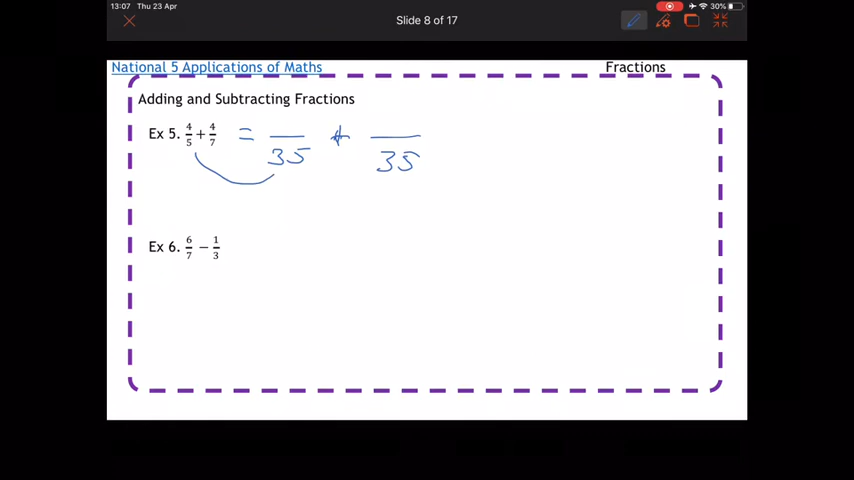 13:07 Thu 23 Apr
30%
Slide 8 of 17
National 5 Applications of Maths
Fractions
Adding and Subtracting Fractions
Ex 5. 4/5 + 4/7 = /35 + /35
Ex 6. 6/7 − 1/3